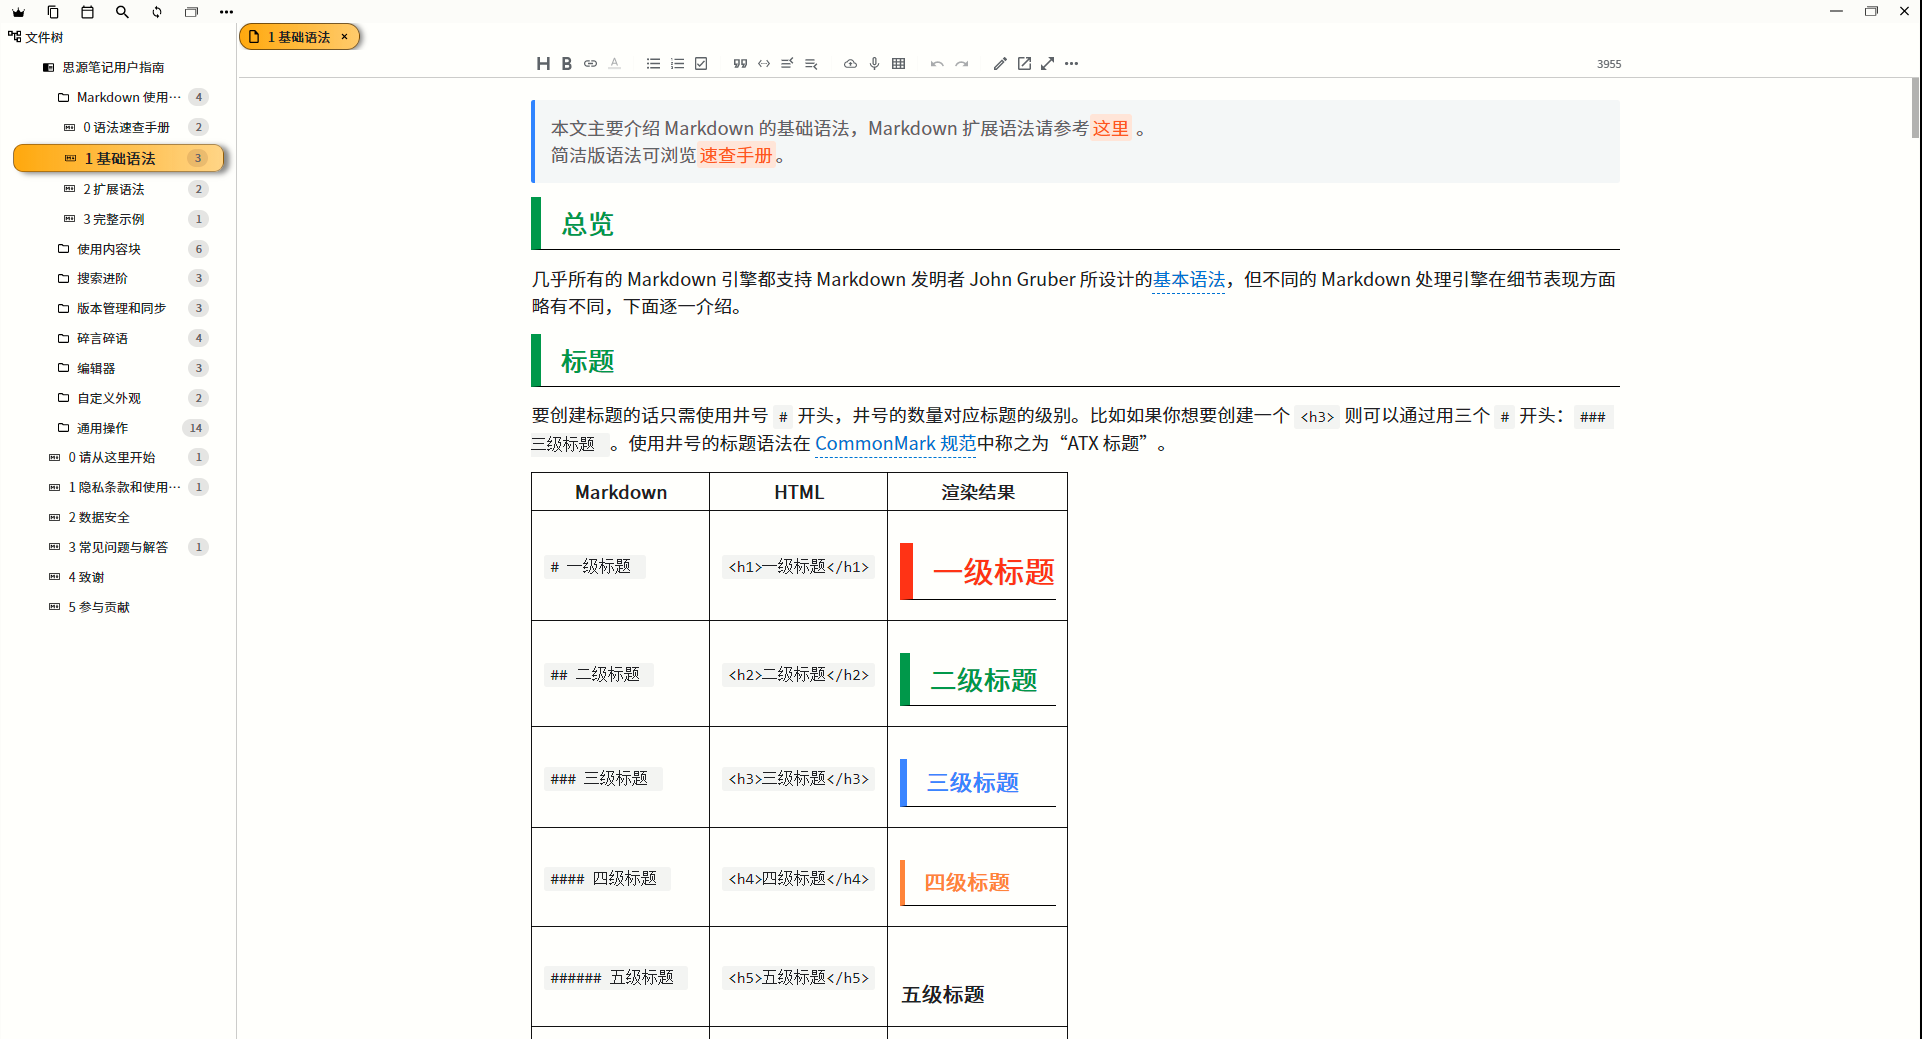 文件树
思源笔记用户指南
Markdown 使用… 4
0 语法速查手册 2
1 基础语法 3
2 扩展语法 2
3 完整示例 1
使用内容块 6
搜索进阶 3
版本管理和同步 3
碎言碎语 4
编辑器 3
自定义外观 2
通用操作 14
0 请从这里开始 1
1 隐私条款和使用… 1
2 数据安全
3 常见问题与解答 1
4 致谢
5 参与贡献
1 基础语法 ×
3955
本文主要介绍 Markdown 的基础语法，Markdown 扩展语法请参考这里 。
简洁版语法可浏览速查手册。
总览
几乎所有的 Markdown 引擎都支持 Markdown 发明者 John Gruber 所设计的基本语法，但不同的 Markdown 处理引擎在细节表现方面
略有不同，下面逐一介绍。
标题
要创建标题的话只需使用井号 # 开头，井号的数量对应标题的级别。比如如果你想要创建一个 <h3> 则可以通过用三个 # 开头：###
三级标题 。使用井号的标题语法在 CommonMark 规范中称之为“ATX 标题”。
Markdown HTML 渲染结果
# 一级标题 <h1>一级标题</h1> 一级标题
## 二级标题 <h2>二级标题</h2> 二级标题
### 三级标题 <h3>三级标题</h3> 三级标题
#### 四级标题 <h4>四级标题</h4> 四级标题
###### 五级标题 <h5>五级标题</h5> 五级标题